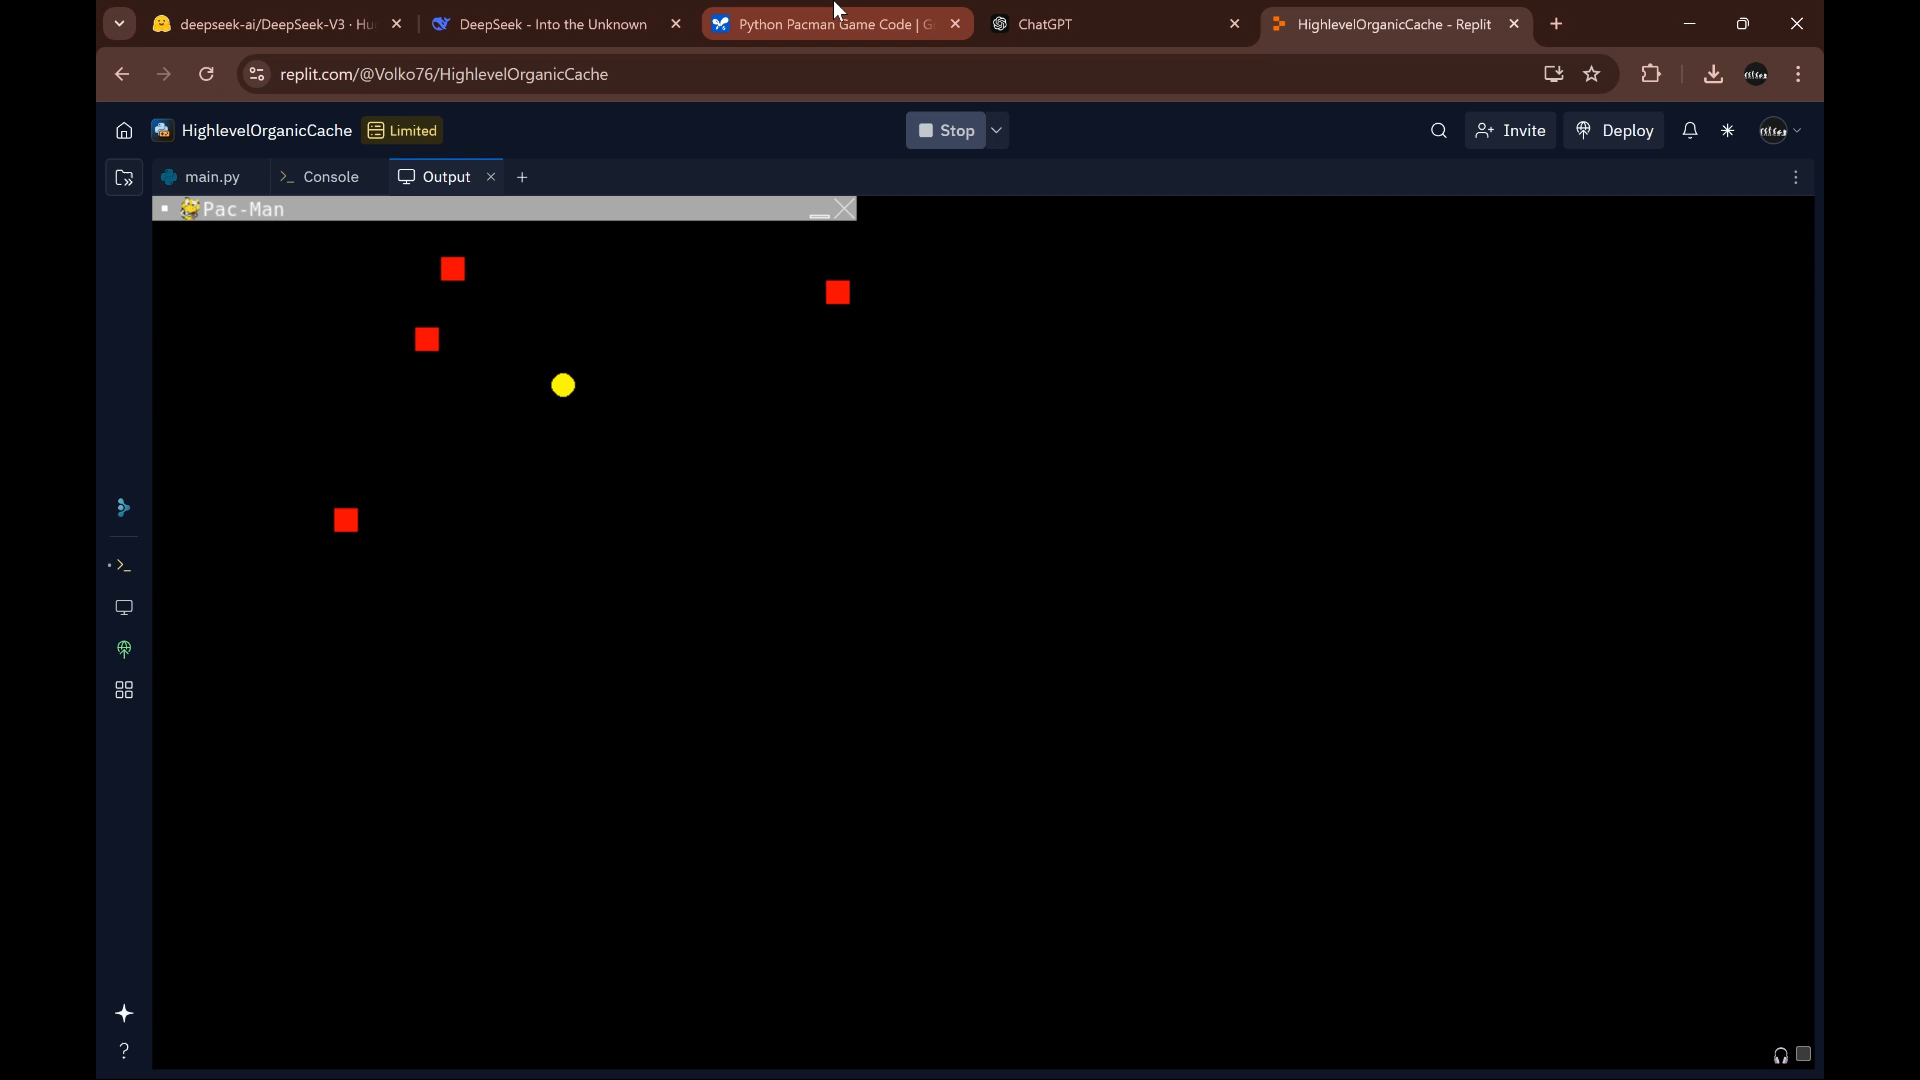 deepseek-ai/DeepSeek-V3 · Hu
DeepSeek - Into the Unknown
Python Pacman Game Code | G
ChatGPT
HighlevelOrganicCache - Replit
replit.com/@Volko76/HighlevelOrganicCache
HighlevelOrganicCache
Limited
Stop
Invite
Deploy
main.py
Console
Output
Pac-Man